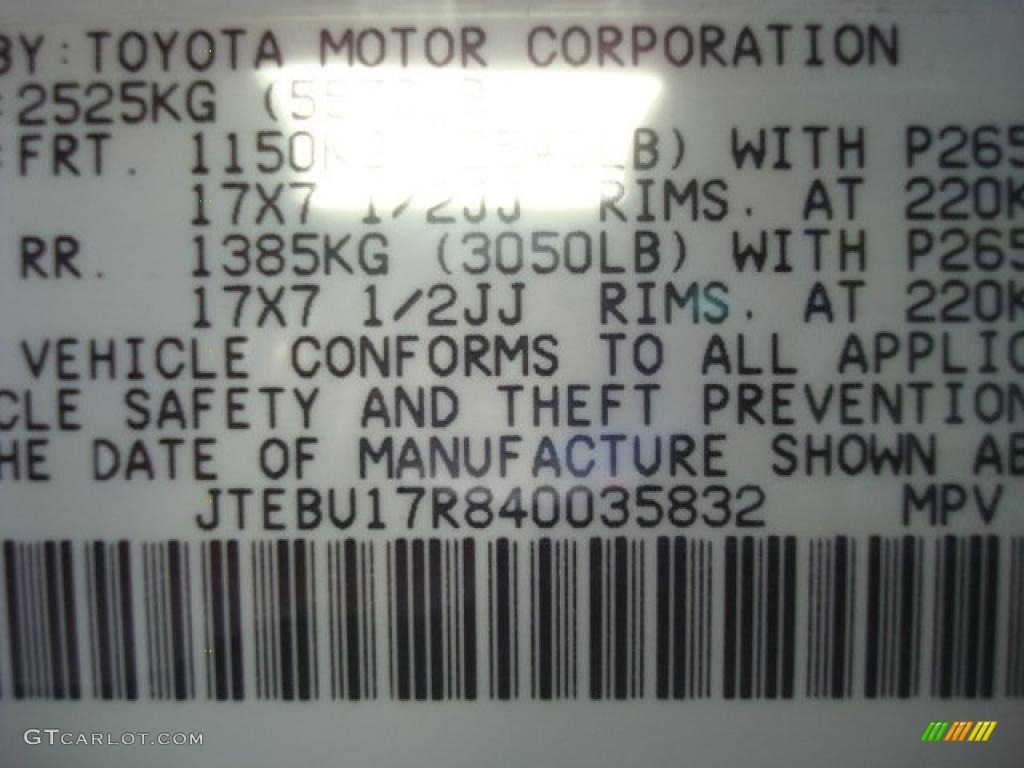 BY: TOYOTA MOTOR CORPORATION
2525KG
FRT. 1150KG LB) WITH P265
17X7 1/2JJ RIMS. AT 220K
RR. 1385KG (3050LB) WITH P265
17X7 1/2JJ RIMS. AT 220K
VEHICLE CONFORMS TO ALL APPLIC
CLE SAFETY AND THEFT PREVENTION
HE DATE OF MANUFACTURE SHOWN AB
JTEBU17R840035832 MPV
GTCARLOT.COM